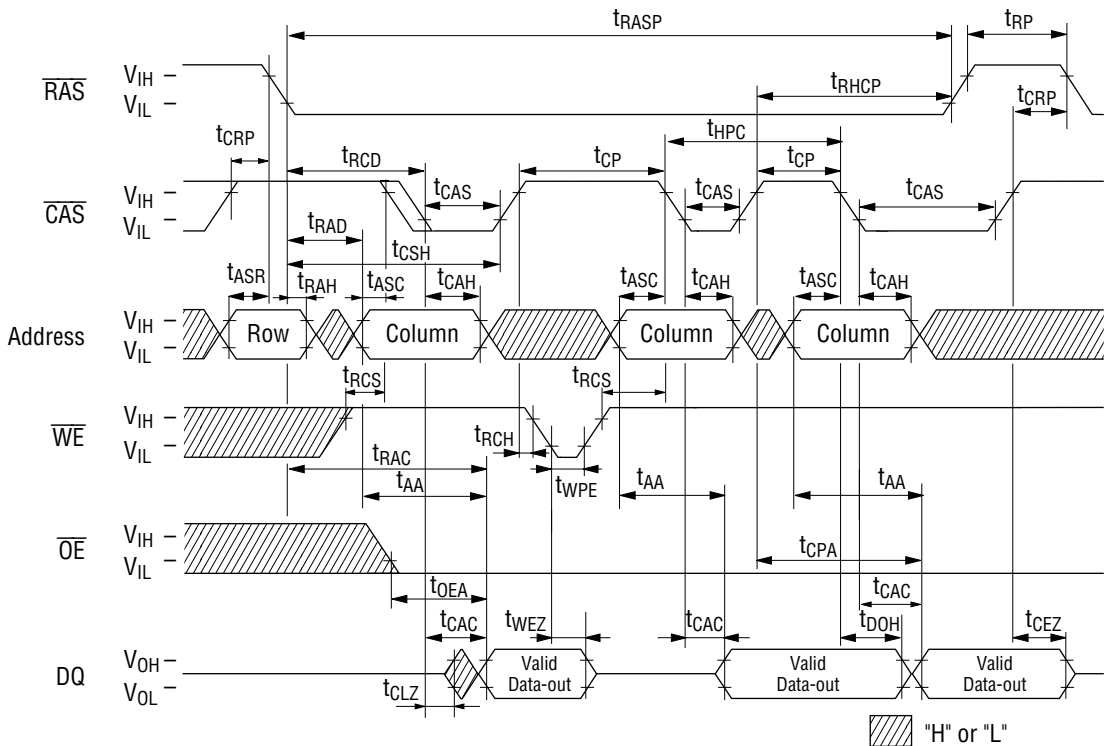 tRASP
tRP
RAS
VIH
VIL
tRHCP
tCRP
tCRP
tRCD
tCP
tHPC
tCP
CAS
VIH
VIL
tCAS
tCAS
tCAS
tRAD
tCSH
tASR
tRAH
tASC
tCAH
tASC
tCAH
tASC
tCAH
Address
VIH
VIL
Row
Column
Column
Column
tRCS
tRCS
WE
VIH
VIL
tRCH
tWPE
tRAC
tAA
tAA
tAA
OE
VIH
VIL
tCPA
tOEA
tCAC
tCAC
tWEZ
tCAC
tDOH
tCEZ
DQ
VOH
VOL
Valid
Data-out
Valid
Data-out
Valid
Data-out
tCLZ
"H" or "L"